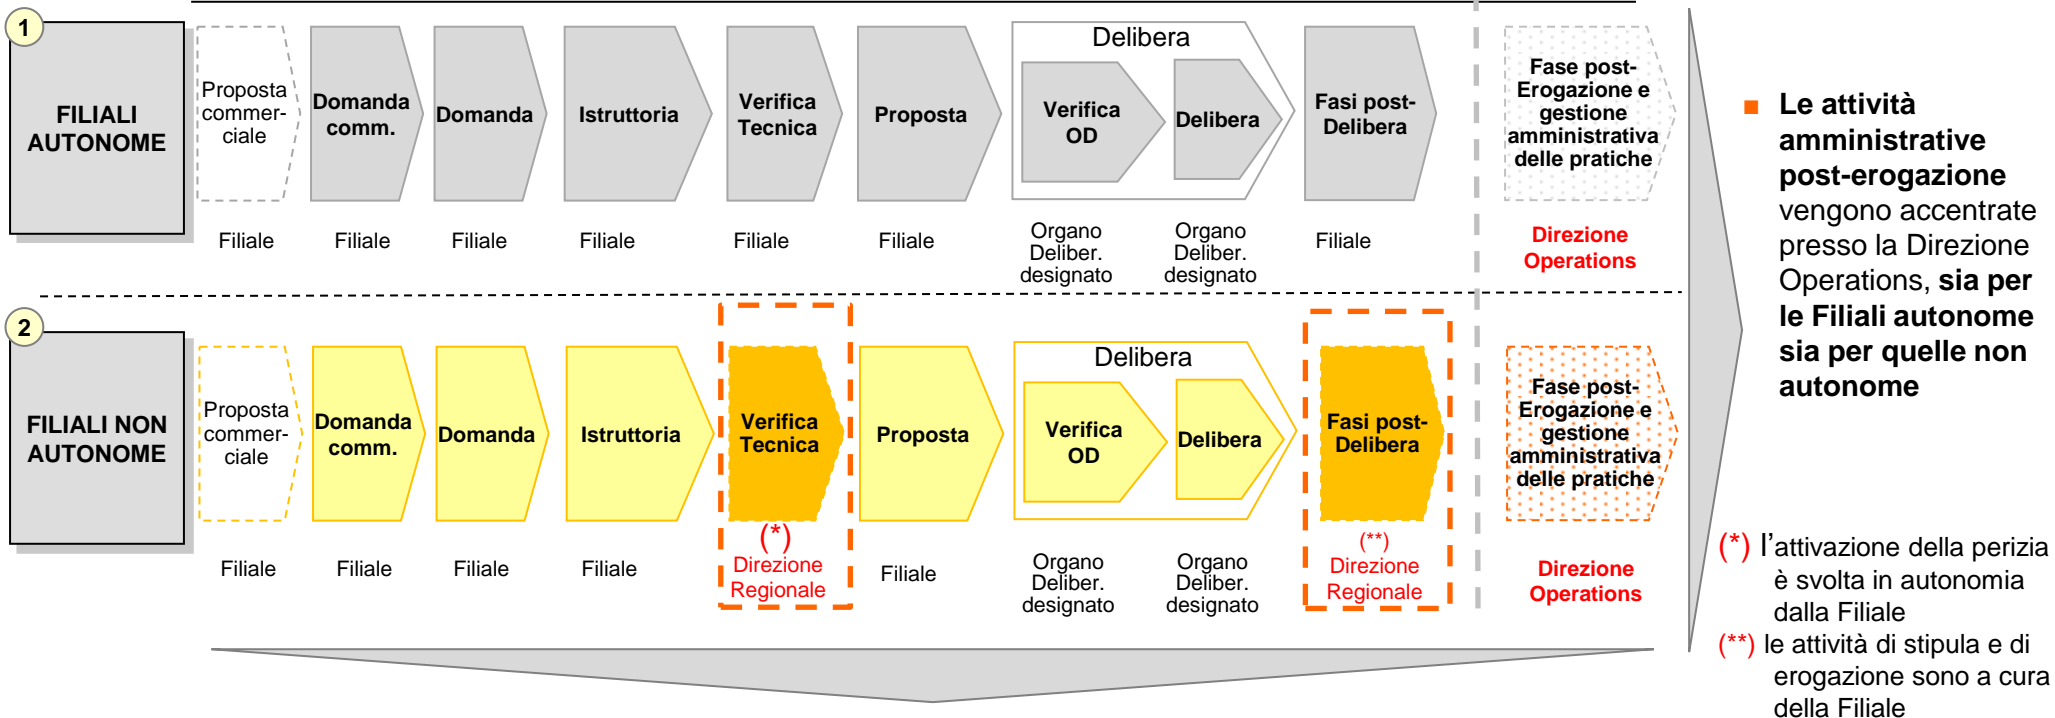 1
FILIALI
AUTONOME
Proposta
commer-
ciale
Domanda
comm.
Domanda
Istruttoria
Verifica
Tecnica
Proposta
Delibera
Verifica
OD
Delibera
Fasi post-
Delibera
Fase post-
Erogazione e
gestione
amministrativa
delle pratiche
Filiale
Filiale
Filiale
Filiale
Filiale
Filiale
Organo
Deliber.
designato
Organo
Deliber.
designato
Filiale
Direzione
Operations
2
FILIALI NON
AUTONOME
Proposta
commer-
ciale
Domanda
comm.
Domanda
Istruttoria
Verifica
Tecnica
Proposta
Delibera
Verifica
OD
Delibera
Fasi post-
Delibera
Fase post-
Erogazione e
gestione
amministrativa
delle pratiche
Filiale
Filiale
Filiale
Filiale
(*)
Direzione
Regionale
Filiale
Organo
Deliber.
designato
Organo
Deliber.
designato
(**)
Direzione
Regionale
Direzione
Operations
Le attività
amministrative
post-erogazione
vengono accentrate
presso la Direzione
Operations, sia per
le Filiali autonome
sia per quelle non
autonome
(*) l'attivazione della perizia
è svolta in autonomia
dalla Filiale
(**) le attività di stipula e di
erogazione sono a cura
della Filiale